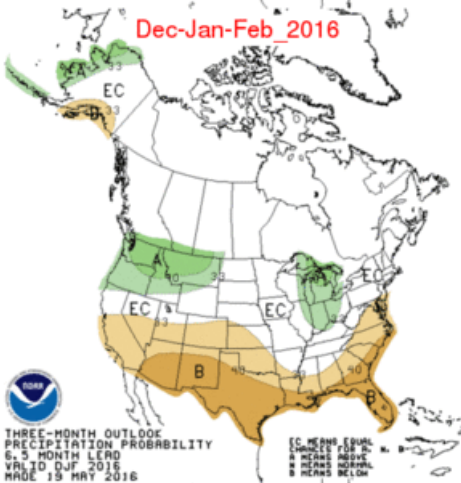 Dec-Jan-Feb_2016
33
A
EC
33
B
A
40
33
EC
EC
EC
33
33
B
40
40
B
NOAA
THREE-MONTH OUTLOOK
PRECIPITATION PROBABILITY
6.5 MONTH LEAD
VALID DJF 2016
MADE 19 MAY 2016
EC MEANS EQUAL
CHANCES FOR A, N, B
A MEANS ABOVE
N MEANS NORMAL
B MEANS BELOW